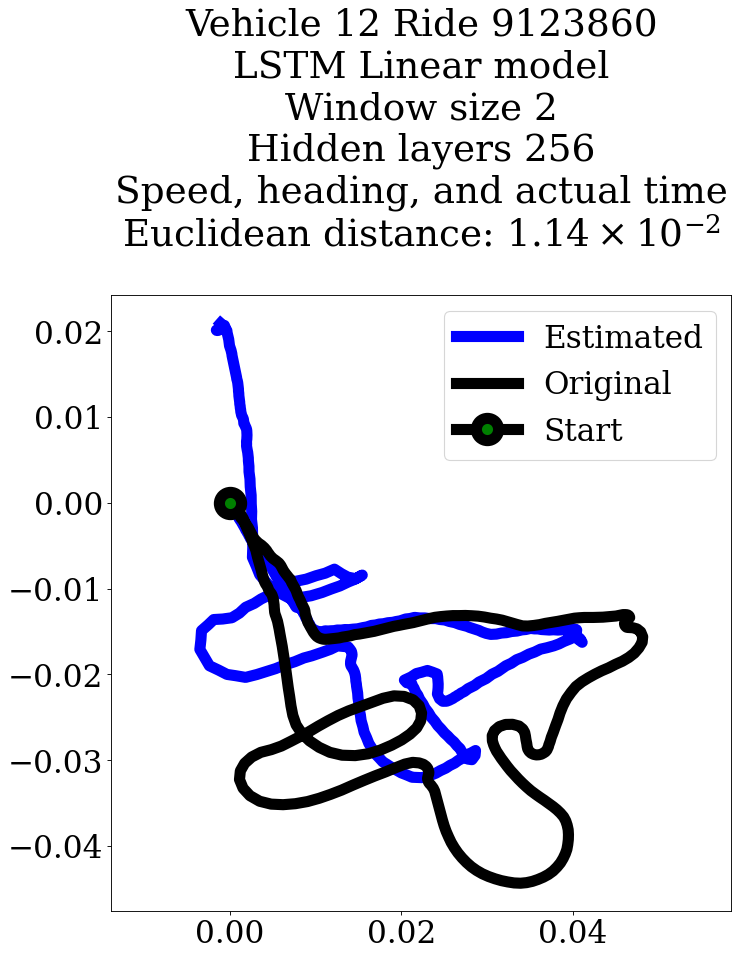 Vehicle 12 Ride 9123860
LSTM Linear model
Window size 2
Hidden layers 256
Speed, heading, and actual time
Euclidean distance: 1.14 × 10⁻²
Estimated
Original
Start
0.02
0.01
0.00
−0.01
−0.02
−0.03
−0.04
0.00 0.02 0.04